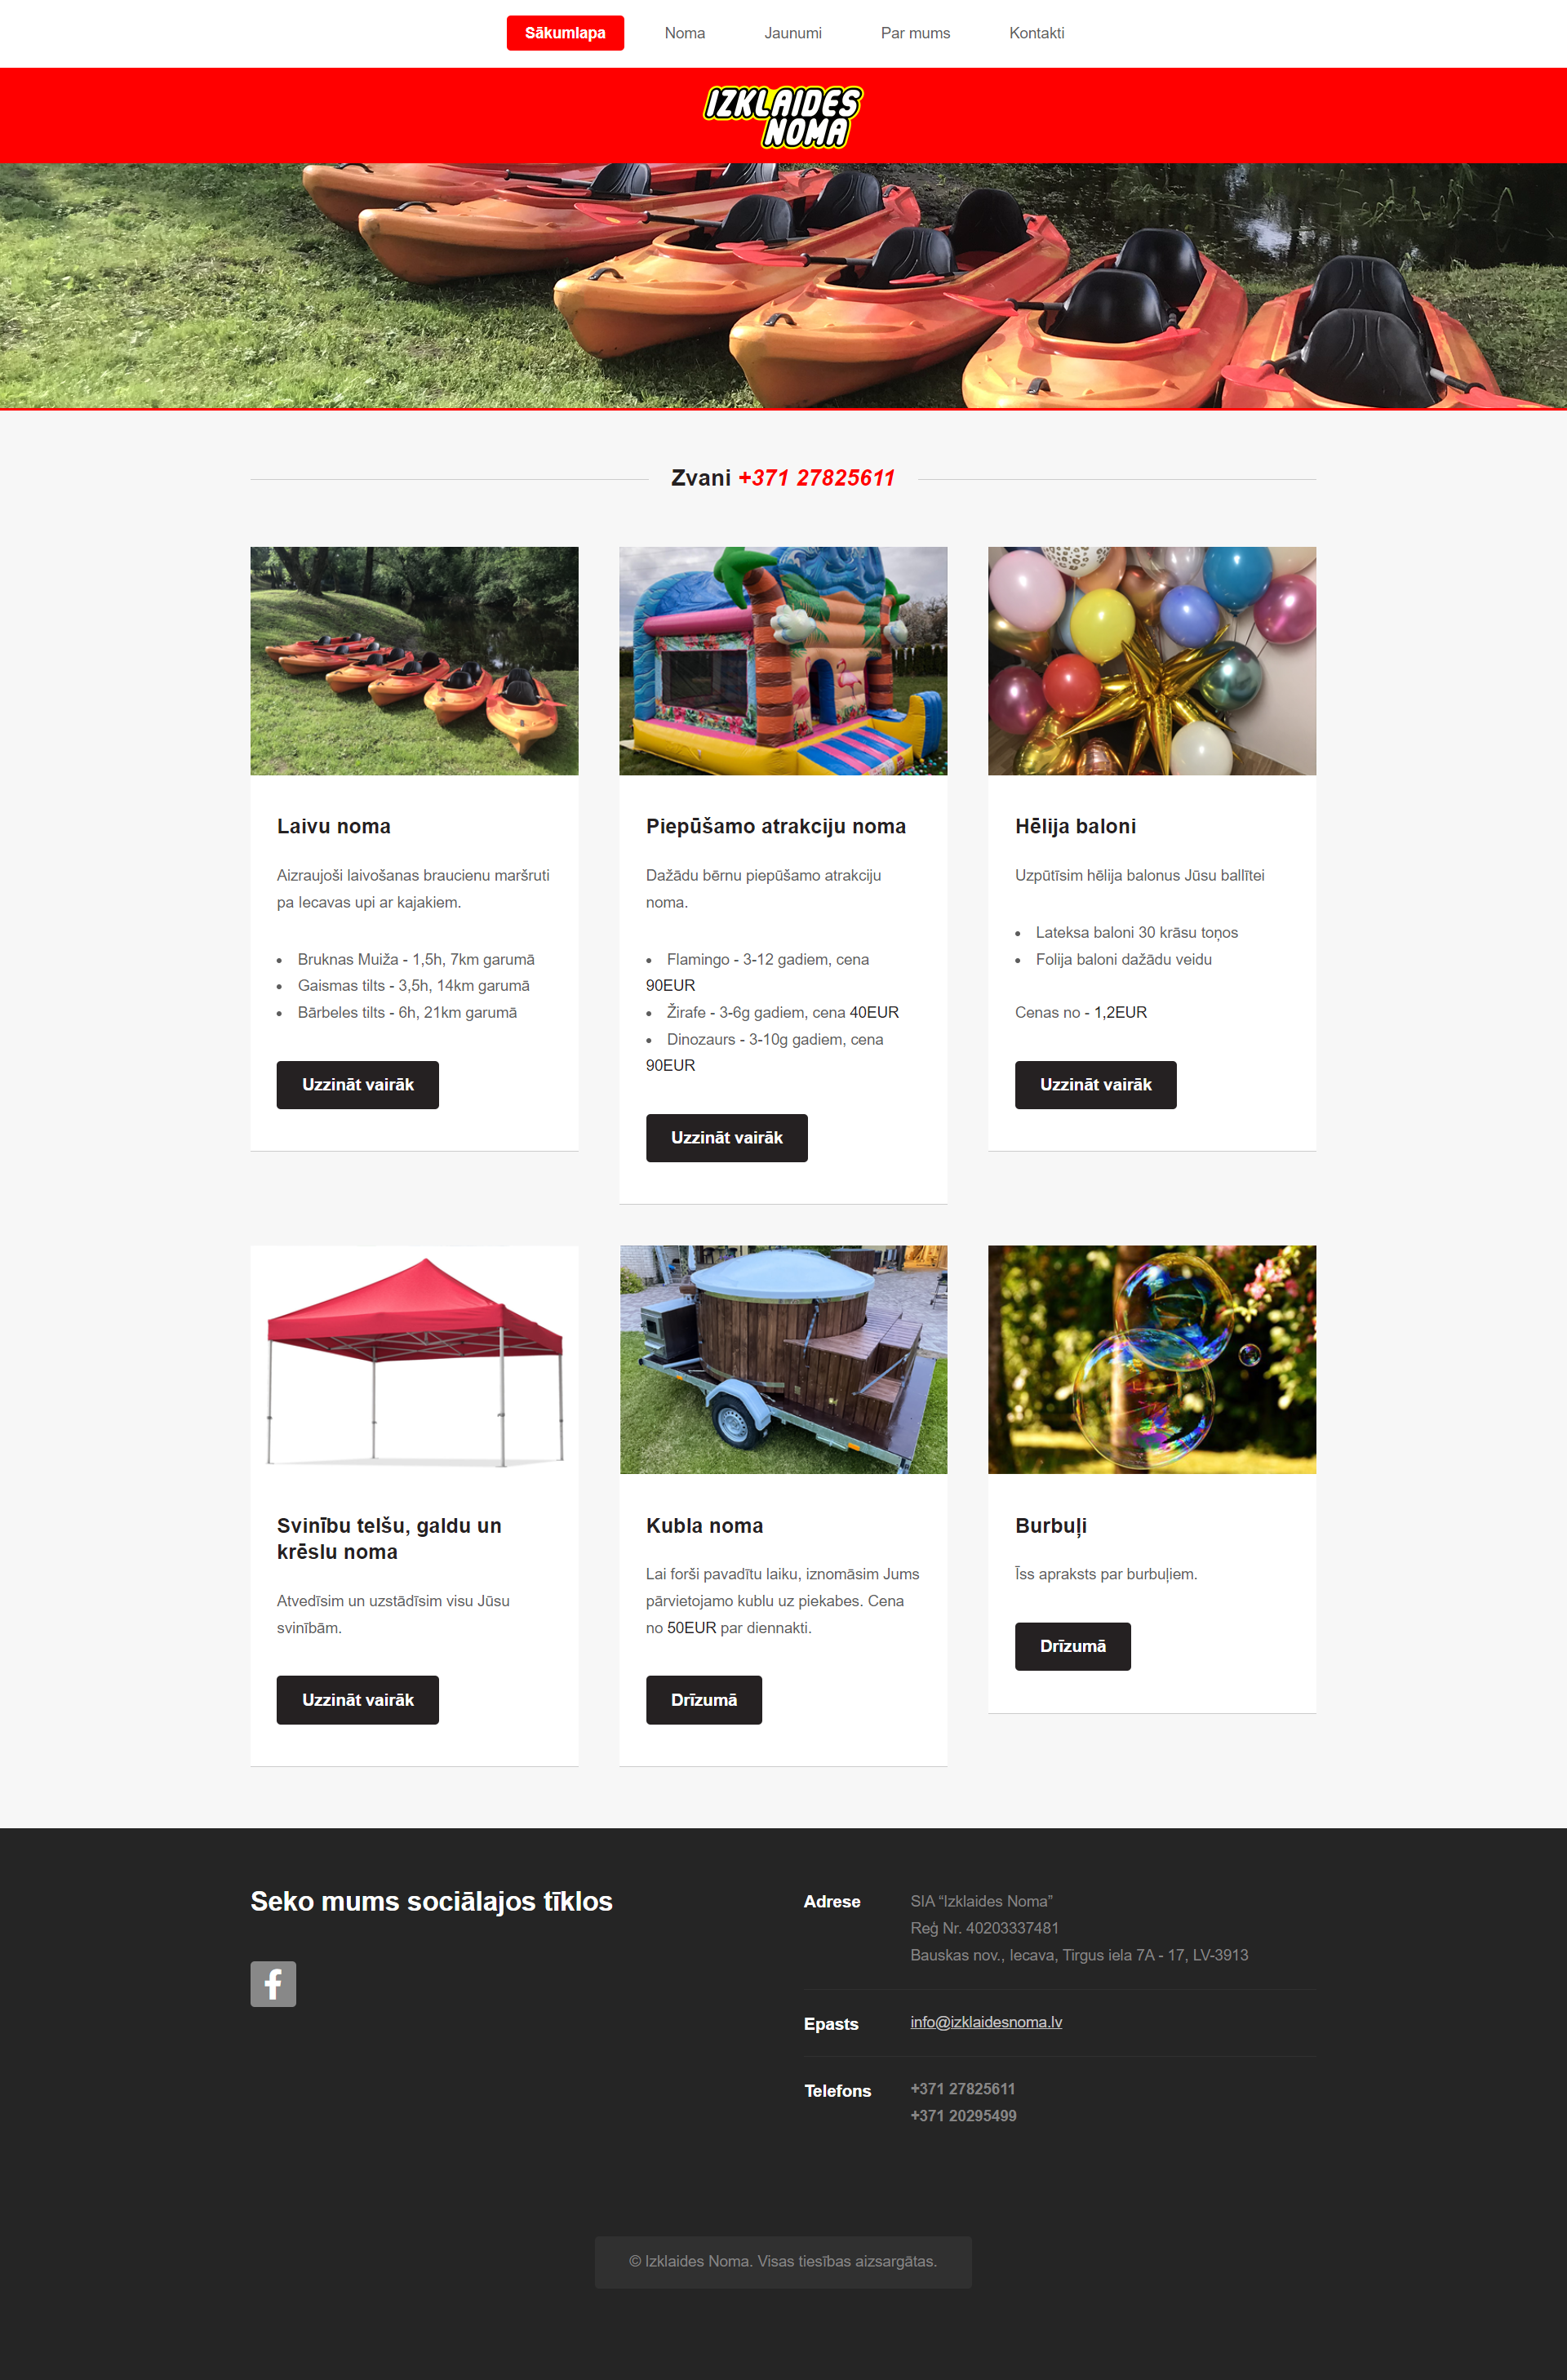 Sākumlapa Noma Jaunumi Par mums Kontakti
IZKLAIDES
NOMA
Zvani +371 27825611
Laivu noma
Aizraujoši laivošanas braucienu maršruti
pa Iecavas upi ar kajakiem.
• Bruknas Muiža - 1,5h, 7km garumā
• Gaismas tilts - 3,5h, 14km garumā
• Bārbeles tilts - 6h, 21km garumā
Uzzināt vairāk
Piepūšamo atrakciju noma
Dažādu bērnu piepūšamo atrakciju
noma.
• Flamingo - 3-12 gadiem, cena
90EUR
• Žirafe - 3-6g gadiem, cena 40EUR
• Dinozaurs - 3-10g gadiem, cena
90EUR
Uzzināt vairāk
Hēlija baloni
Uzpūtīsim hēlija balonus Jūsu ballītei
• Lateksa baloni 30 krāsu toņos
• Folija baloni dažādu veidu
Cenas no - 1,2EUR
Uzzināt vairāk
Svinību telšu, galdu un
krēslu noma
Atvedīsim un uzstādīsim visu Jūsu
svinībām.
Uzzināt vairāk
Kubla noma
Lai forši pavadītu laiku, iznomāsim Jums
pārvietojamo kublu uz piekabes. Cena
no 50EUR par diennakti.
Drīzumā
Burbuļi
Īss apraksts par burbuļiem.
Drīzumā
Seko mums sociālajos tīklos
Adrese
SIA “Izklaides Noma”
Reģ Nr. 40203337481
Bauskas nov., Iecava, Tirgus iela 7A - 17, LV-3913
Epasts
info@izklaidesnoma.lv
Telefons
+371 27825611
+371 20295499
© Izklaides Noma. Visas tiesības aizsargātas.